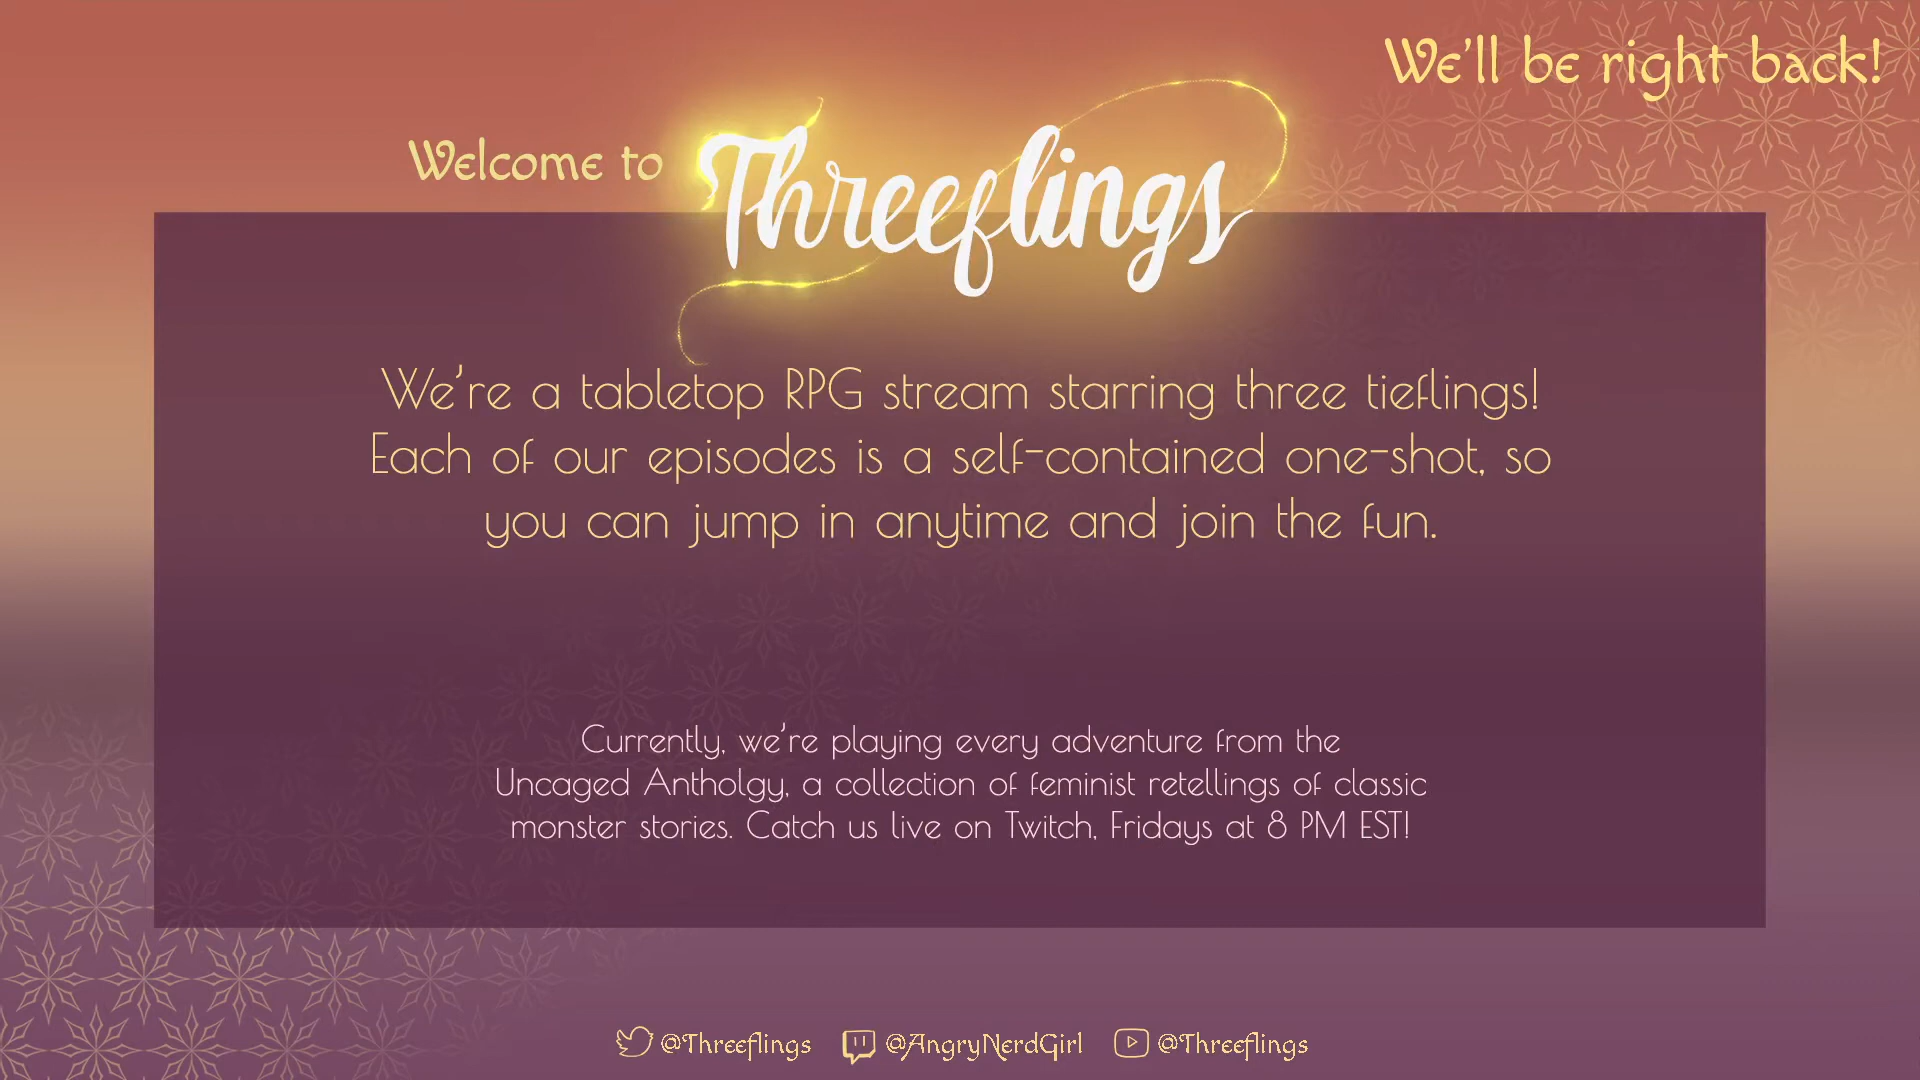 We'll be right back!
Welcome to Threeflings
We're a tabletop RPG stream starring three tieflings!
Each of our episodes is a self-contained one-shot, so
you can jump in anytime and join the fun.
Currently, we're playing every adventure from the
Uncaged Antholgy, a collection of feminist retellings of classic
monster stories. Catch us live on Twitch, Fridays at 8 PM EST!
@Threeflings @AngryNerdGirl @Threeflings